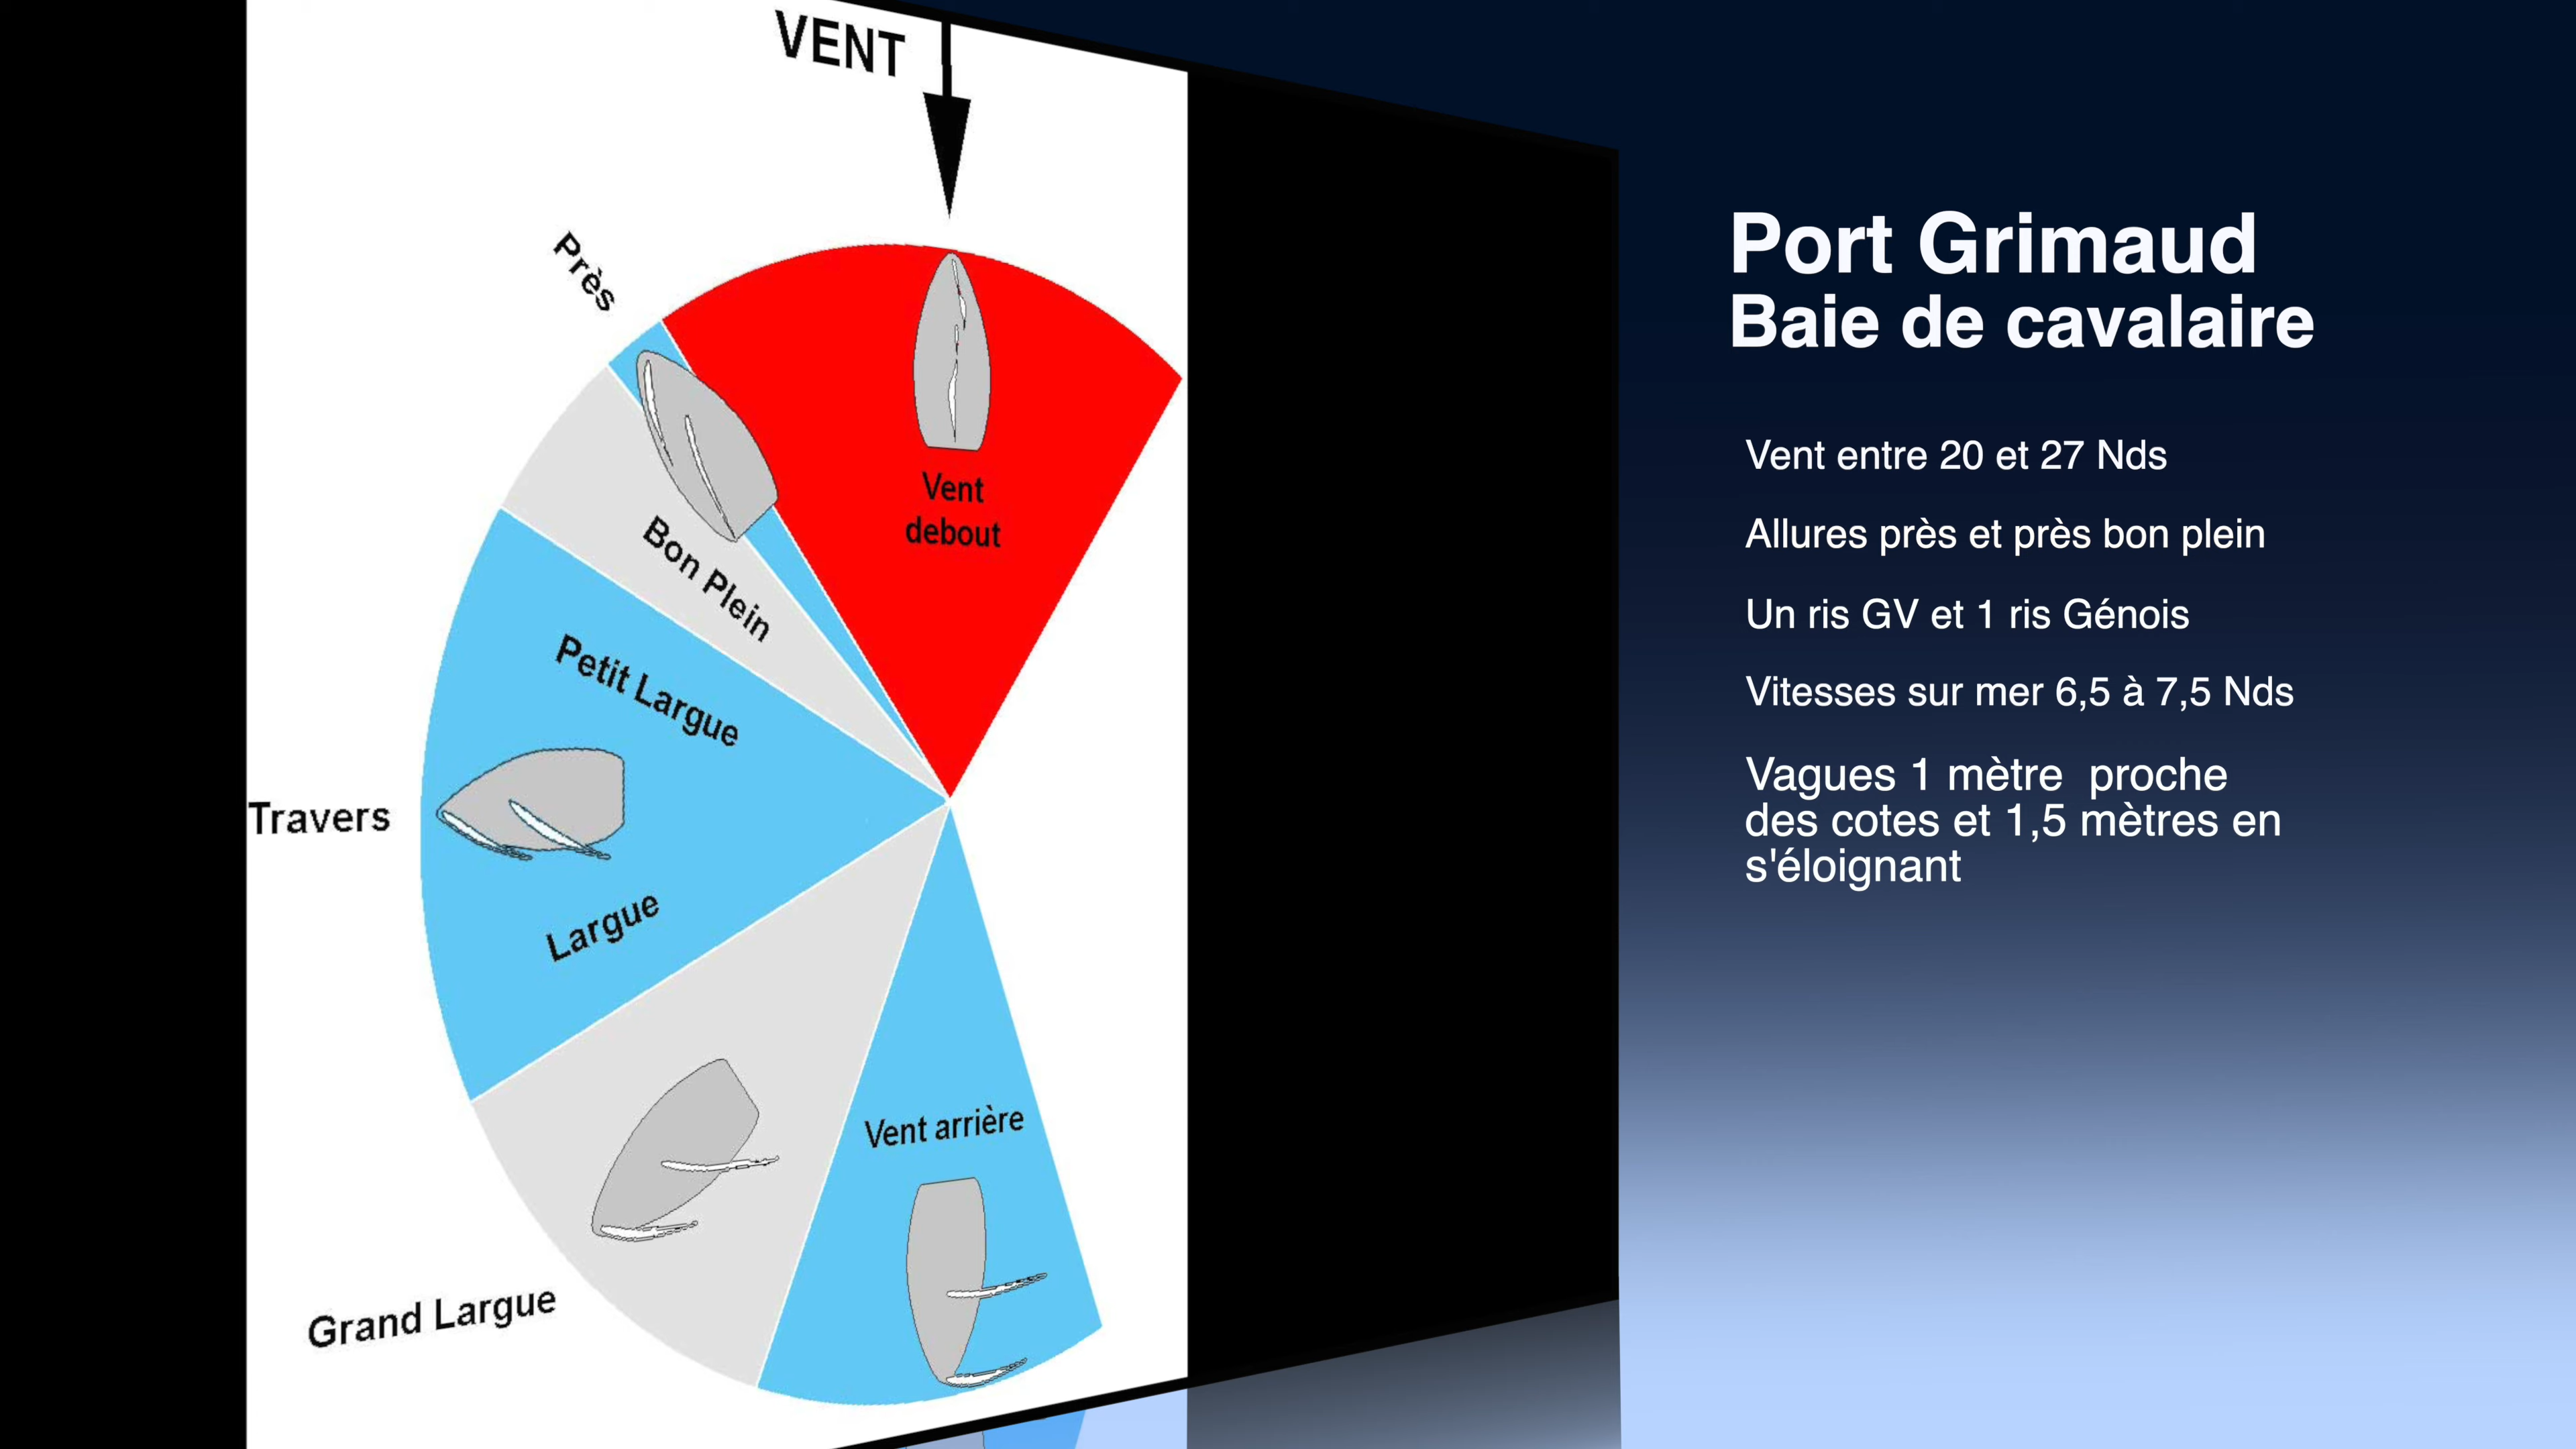 VENT
Près
Vent
debout
Bon Plein
Petit Largue
Travers
Largue
Vent arrière
Grand Largue
Port Grimaud
Baie de cavalaire
Vent entre 20 et 27 Nds
Allures près et près bon plein
Un ris GV et 1 ris Génois
Vitesses sur mer 6,5 à 7,5 Nds
Vagues 1 mètre  proche
des cotes et 1,5 mètres en
s'éloignant